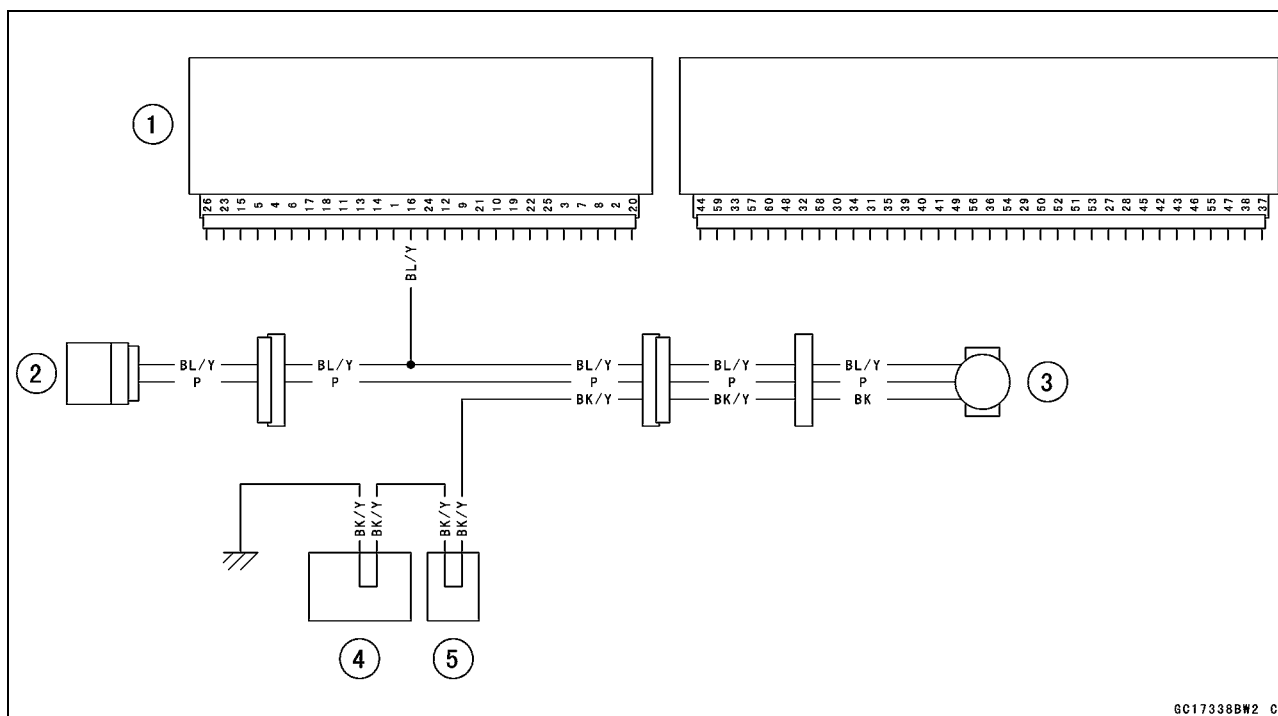 1
26 23 15 5 4 6 17 18 11 13 14 1 16 24 12 9 21 10 19 22 25 3 7 8 2 20
44 59 33 57 60 48 32 58 30 34 31 35 39 40 41 49 56 36 54 29 50 52 51 53 27 28 45 42 43 46 55 47 38 37
BL/Y
2
BL/Y BL/Y BL/Y BL/Y BL/Y
P P P P P
BK/Y BK/Y BK
3
BK/Y BK/Y BK/Y BK/Y
4 5
GC17338BW2 C